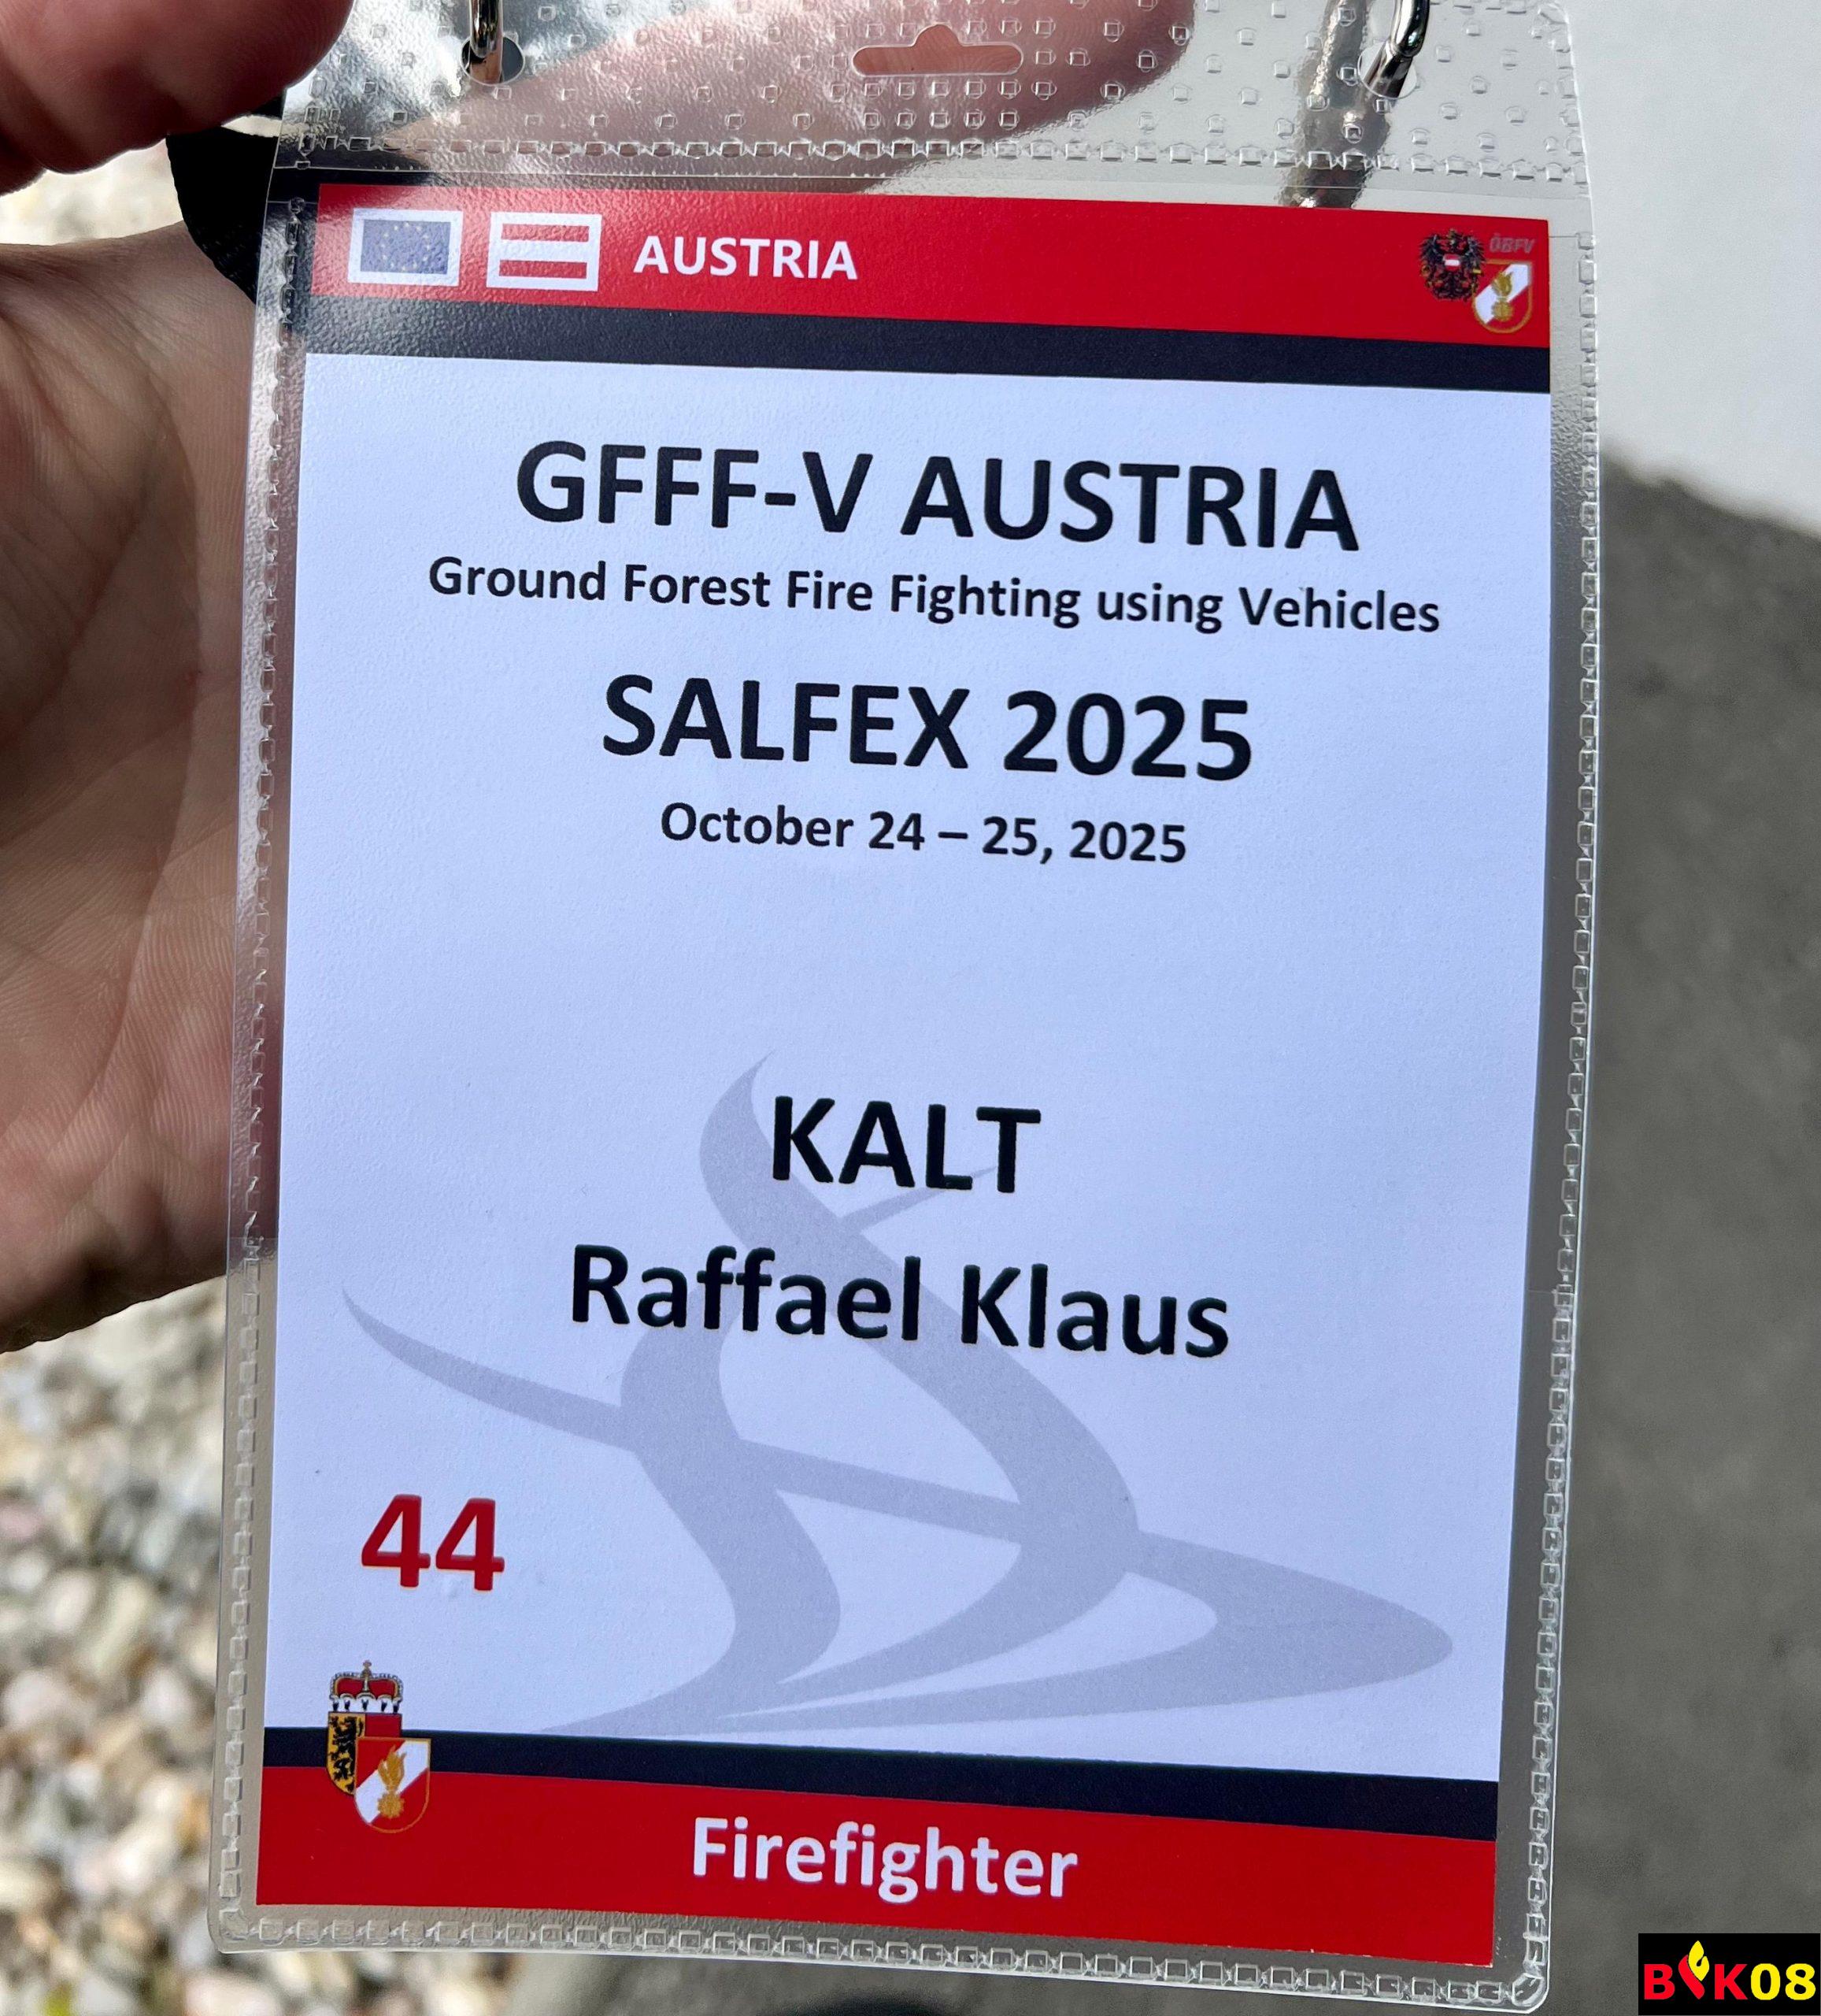 AUSTRIA
ÖBFV
GFFF-V AUSTRIA
Ground Forest Fire Fighting using Vehicles
SALFEX 2025
October 24 – 25, 2025
KALT
Raffael Klaus
44
Firefighter
BK08